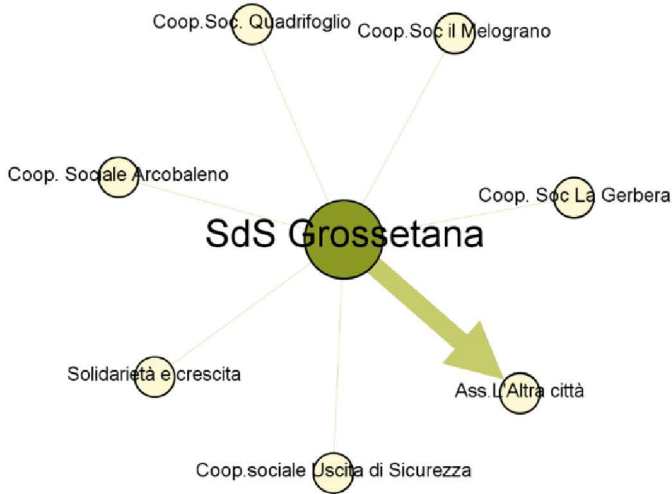 Coop.Soc. Quadrifoglio
Coop.Soc il Melograno
Coop. Sociale Arcobaleno
Coop. Soc La Gerbera
SdS Grossetana
Solidarietà e crescita
Ass.L'Altra città
Coop.sociale Uscita di Sicurezza